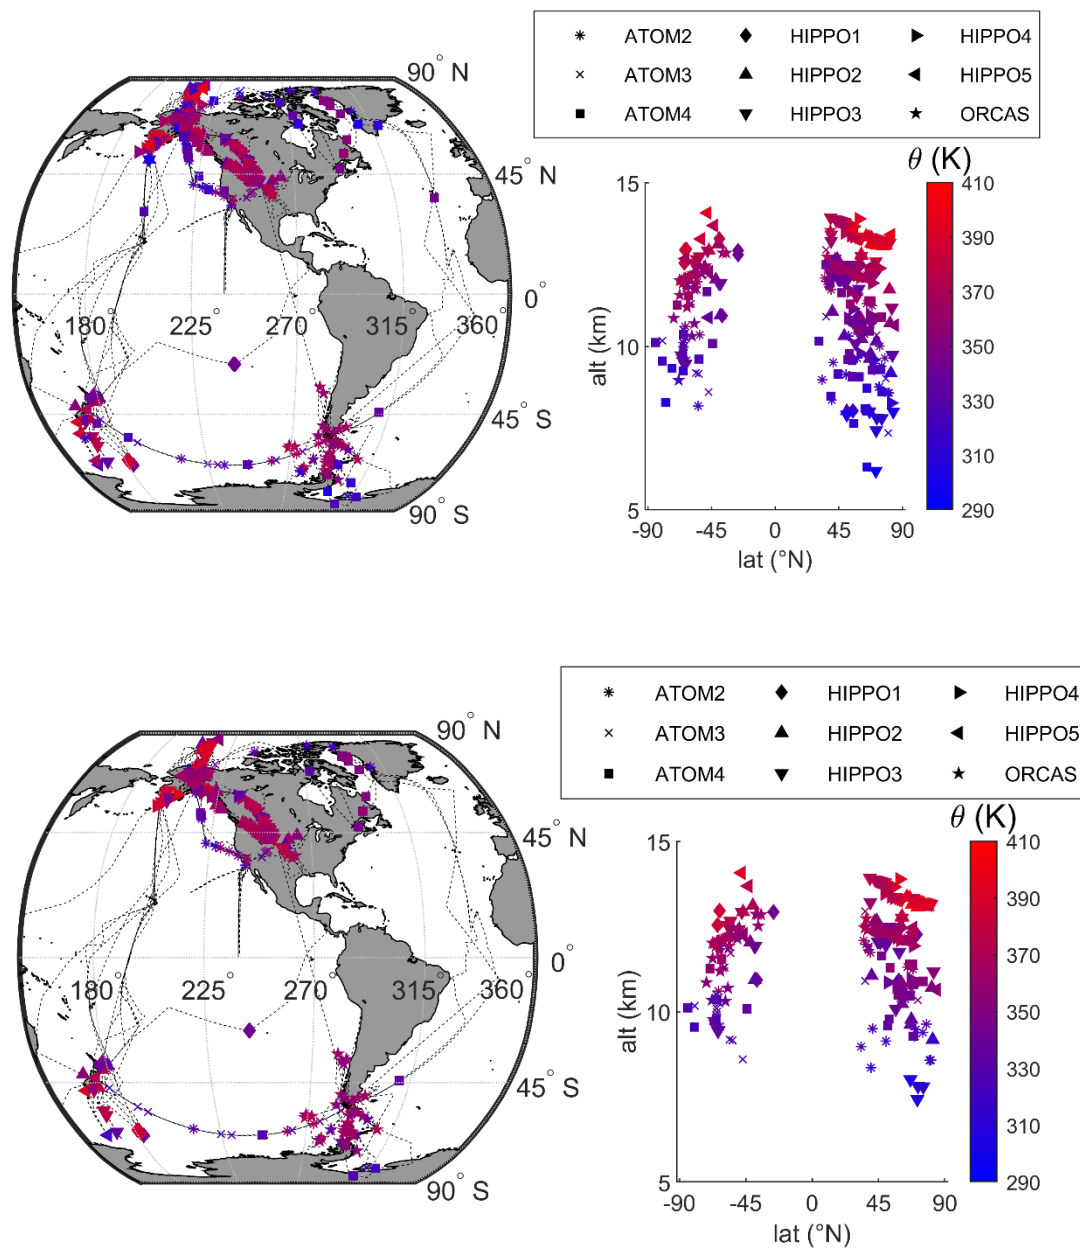 ATOM2 HIPPO1 HIPPO4
ATOM3 HIPPO2 HIPPO5
ATOM4 HIPPO3 ORCAS
90° N
45° N
0°
180° 225° 270° 315° 360°
45° S
90° S
θ (K)
15
10
5
alt (km)
-90 -45 0 45 90
lat (°N)
410
390
370
350
330
310
290
ATOM2 HIPPO1 HIPPO4
ATOM3 HIPPO2 HIPPO5
ATOM4 HIPPO3 ORCAS
90° N
45° N
0°
180° 225° 270° 315° 360°
45° S
90° S
θ (K)
15
10
5
alt (km)
-90 -45 0 45 90
lat (°N)
410
390
370
350
330
310
290